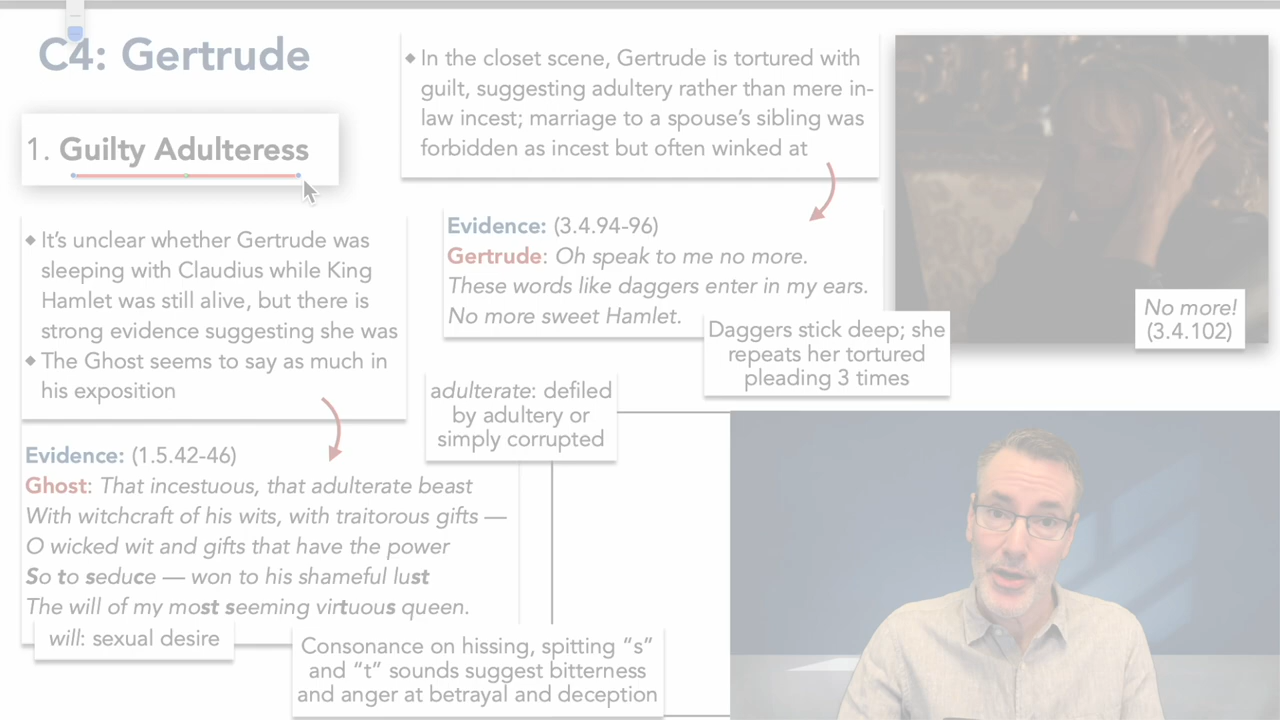 C4: Gertrude
1. Guilty Adulteress
◆ It’s unclear whether Gertrude was
sleeping with Claudius while King
Hamlet was still alive, but there is
strong evidence suggesting she was
◆ The Ghost seems to say as much in
his exposition
Evidence: (1.5.42-46)
Ghost: That incestuous, that adulterate beast
With witchcraft of his wits, with traitorous gifts —
O wicked wit and gifts that have the power
So to seduce — won to his shameful lust
The will of my most seeming virtuous queen.
will: sexual desire
Consonance on hissing, spitting “s”
and “t” sounds suggest bitterness
and anger at betrayal and deception
adulterate: defiled
by adultery or
simply corrupted
◆ In the closet scene, Gertrude is tortured with
guilt, suggesting adultery rather than mere in-
law incest; marriage to a spouse’s sibling was
forbidden as incest but often winked at
Evidence: (3.4.94-96)
Gertrude: Oh speak to me no more.
These words like daggers enter in my ears.
No more sweet Hamlet.
Daggers stick deep; she
repeats her tortured
pleading 3 times
No more!
(3.4.102)